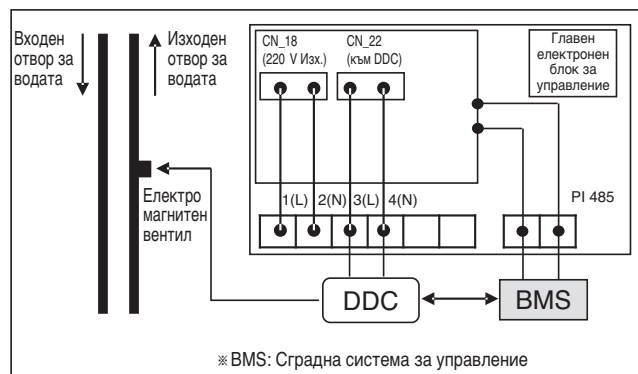 Входен
отвор за
водата
Изходен
отвор за
водата
CN_18
(220 V Изх.)
CN_22
(към DDC)
Главен
електронен
блок за
управление
Електро
магнитен
вентил
1(L) 2(N) 3(L) 4(N)
PI 485
DDC
BMS
※BMS: Сградна система за управление